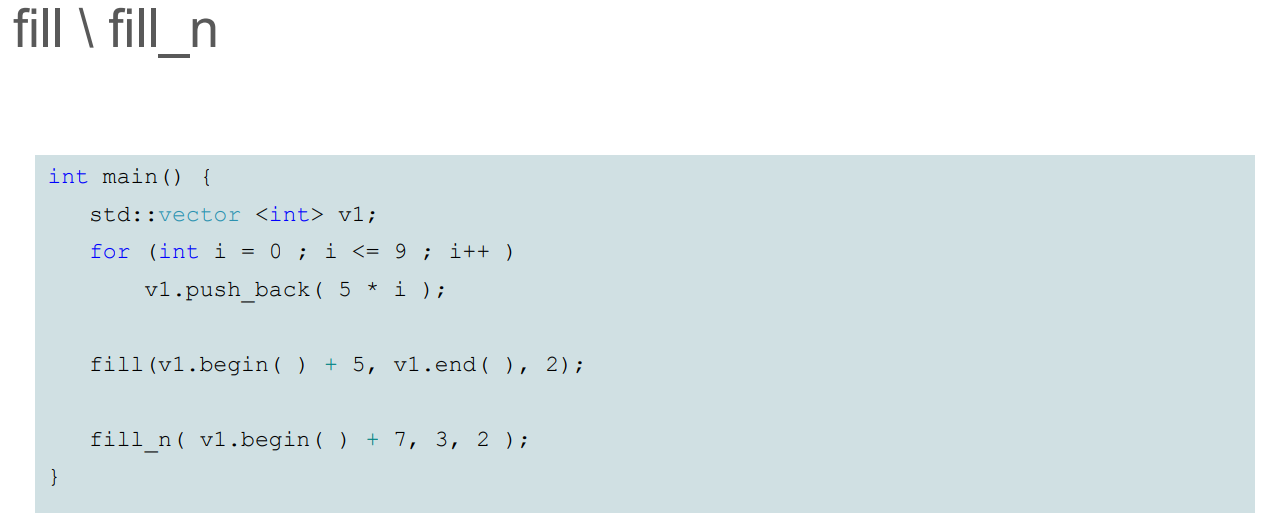 fill \ fill_n
int main() {
std::vector <int> v1;
for (int i = 0 ; i <= 9 ; i++ )
v1.push_back( 5 * i );
fill(v1.begin( ) + 5, v1.end( ), 2);
fill_n( v1.begin( ) + 7, 3, 2 );
}